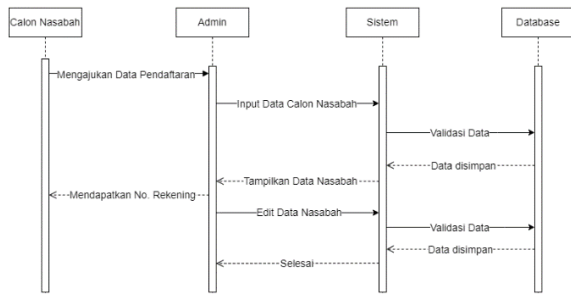 Calon Nasabah
Admin
Sistem
Database
Mengajukan Data Pendaftaran
Input Data Calon Nasabah
Validasi Data
Data disimpan
Tampilkan Data Nasabah
Mendapatkan No. Rekening
Edit Data Nasabah
Validasi Data
Data disimpan
Selesai